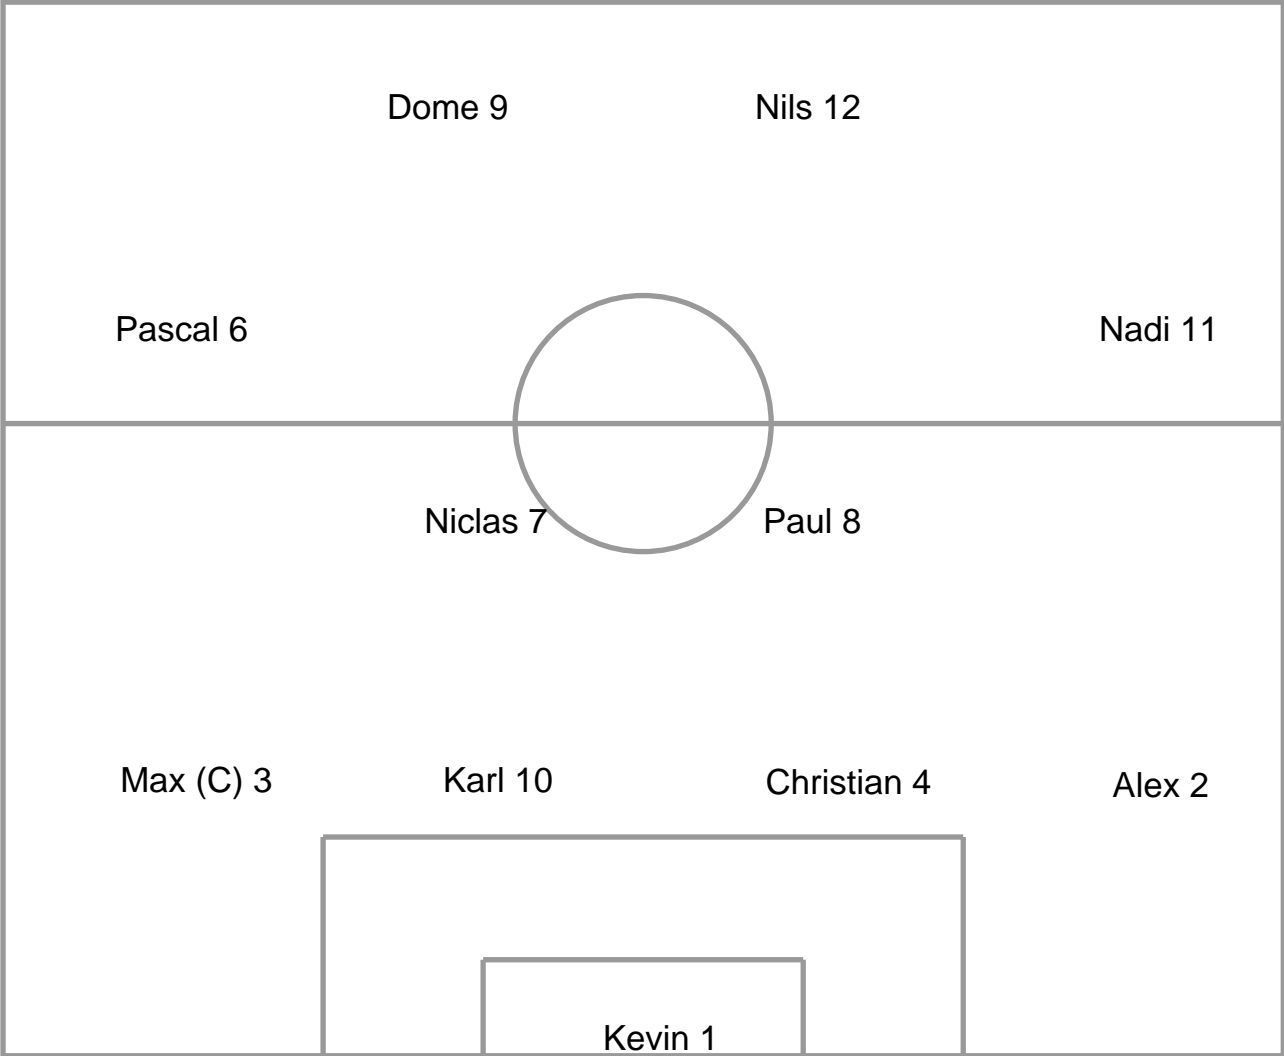 Dome 9
Nils 12
Pascal 6
Nadi 11
Niclas 7
Paul 8
Max (C) 3
Karl 10
Christian 4
Alex 2
Kevin 1